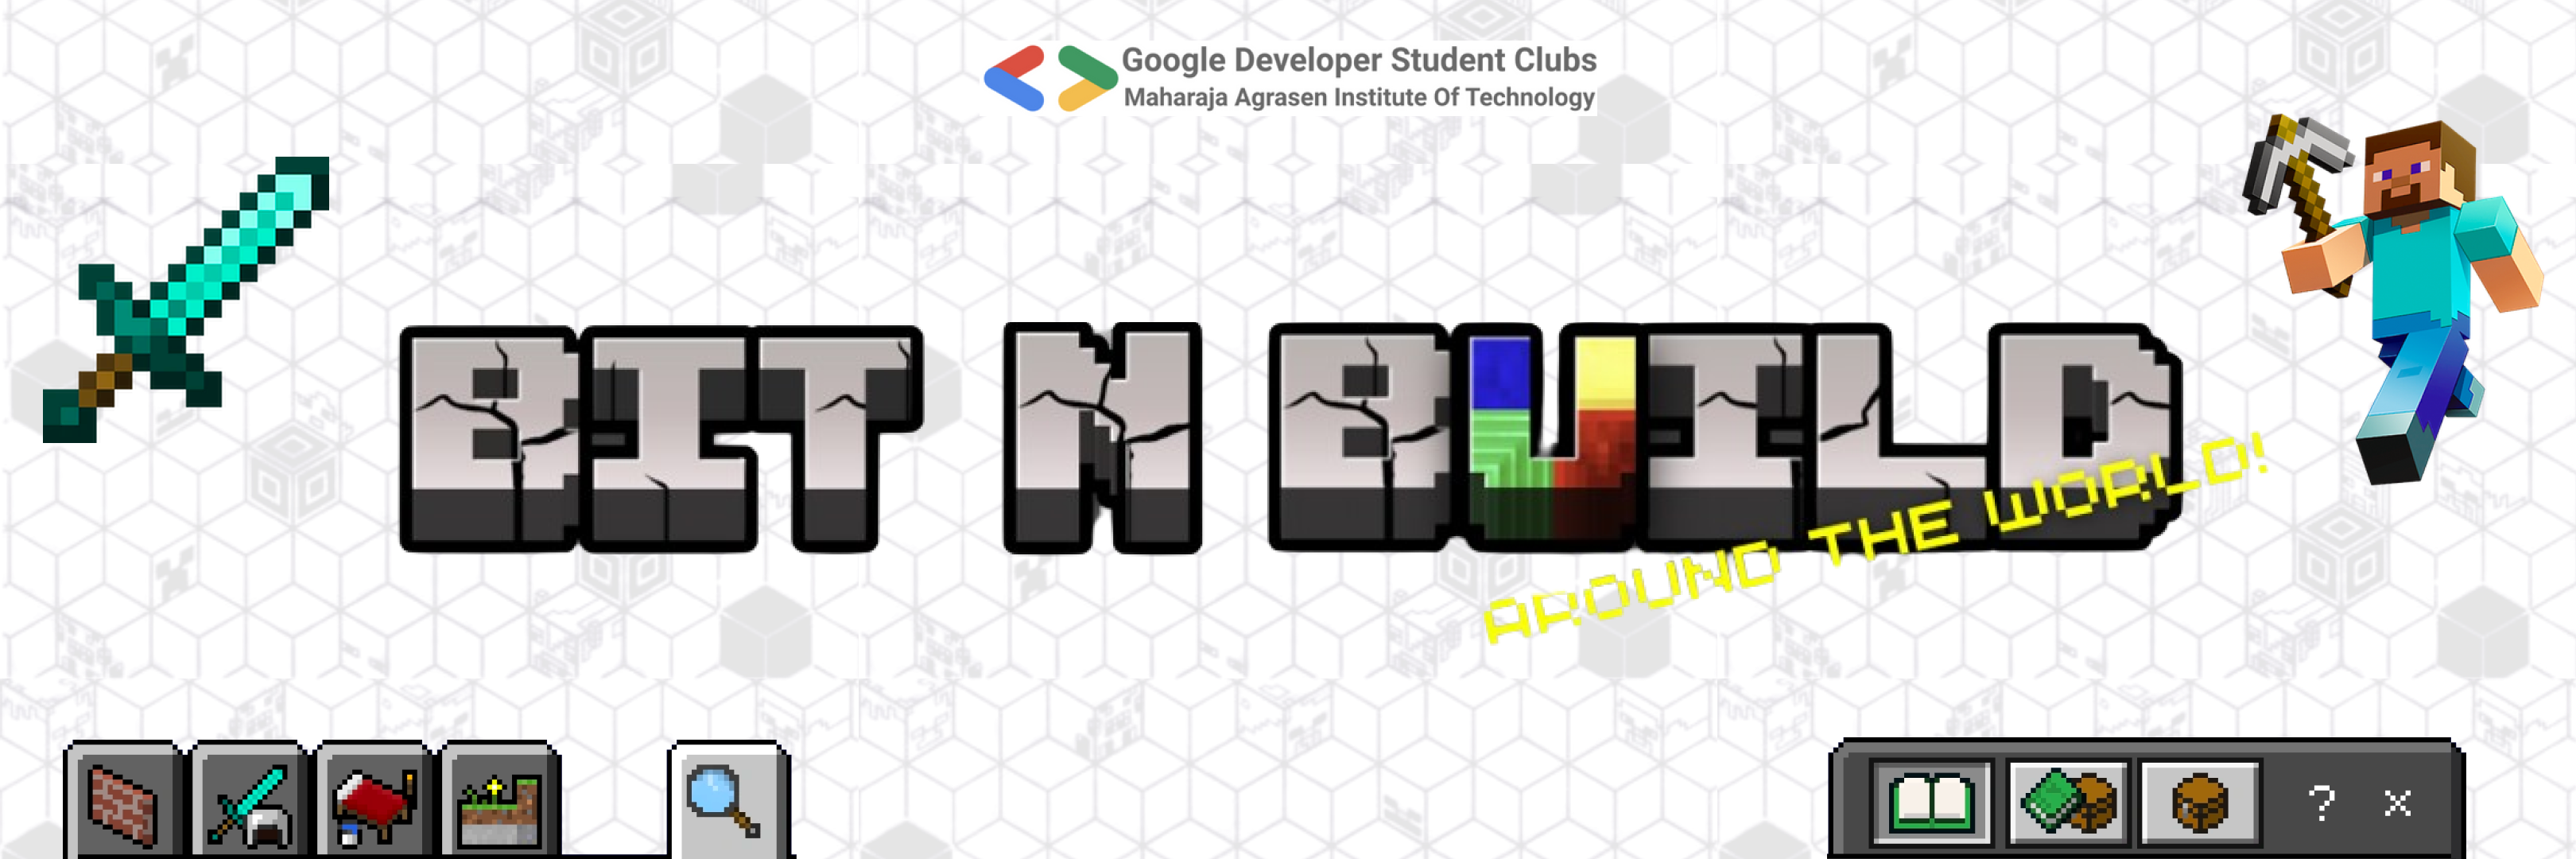 Google Developer Student Clubs
Maharaja Agrasen Institute Of Technology
BIT N BUILD
AROUND THE WORLD!
? x